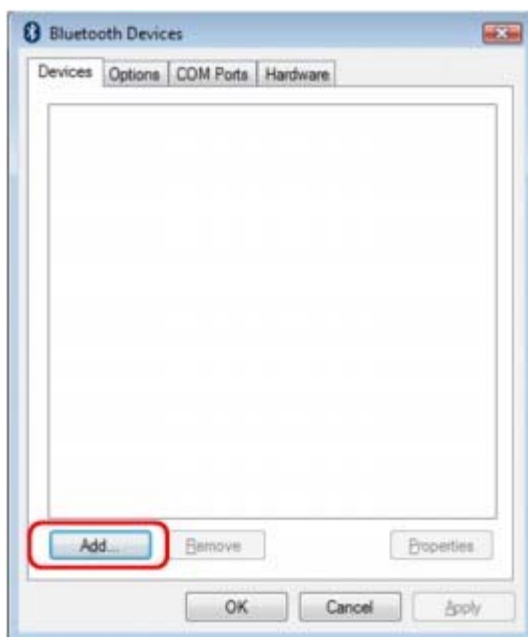 Bluetooth Devices
Devices Options COM Ports Hardware
Add... Remove Properties
OK Cancel Apply